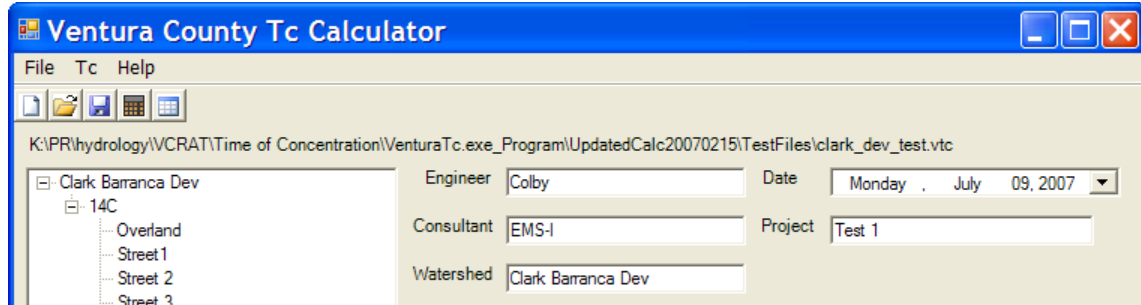 Ventura County Tc Calculator
File Tc Help
K:\PR\hydrology\VCRAT\Time of Concentration\VenturaTc.exe_Program\UpdatedCalc20070215\TestFiles\clark_dev_test.vtc
Clark Barranca Dev
14C
Overland
Street1
Street 2
Street 3
Engineer Colby
Date Monday , July 09, 2007
Consultant EMS-I
Project Test 1
Watershed Clark Barranca Dev